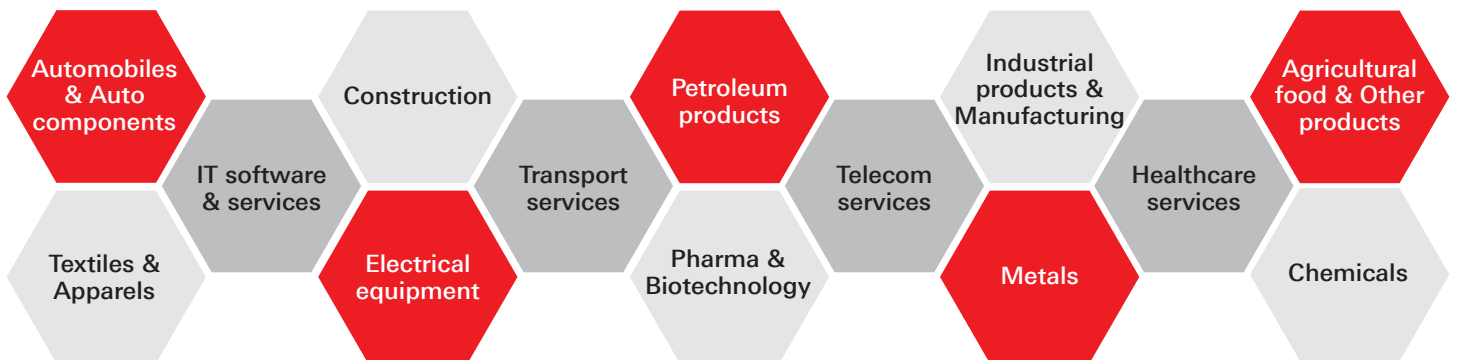 Automobiles
& Auto
components
Construction
Petroleum
products
Industrial
products &
Manufacturing
Agricultural
food & Other
products
IT software
& services
Transport
services
Telecom
services
Healthcare
services
Textiles &
Apparels
Electrical
equipment
Pharma &
Biotechnology
Metals
Chemicals